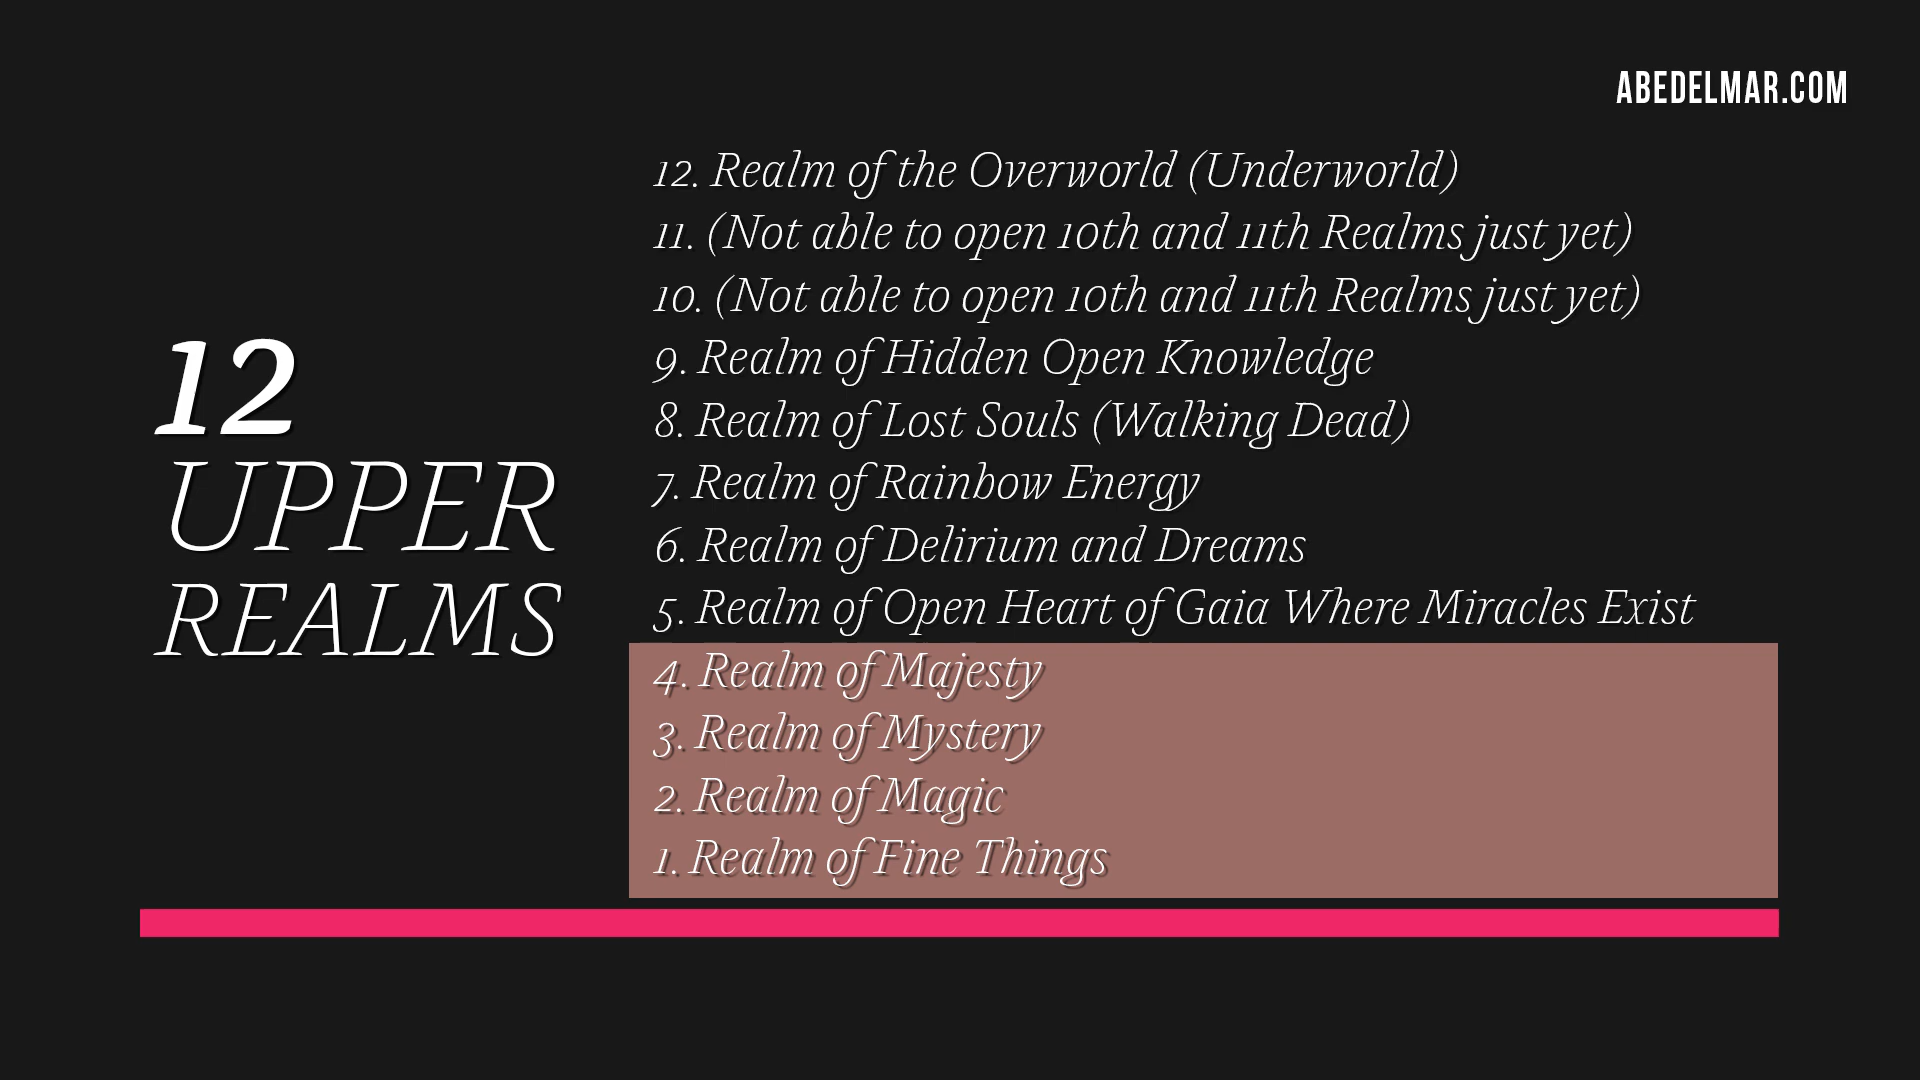 ABEDELMAR.COM
12
UPPER
REALMS
12. Realm of the Overworld (Underworld)
11. (Not able to open 10th and 11th Realms just yet)
10. (Not able to open 10th and 11th Realms just yet)
9. Realm of Hidden Open Knowledge
8. Realm of Lost Souls (Walking Dead)
7. Realm of Rainbow Energy
6. Realm of Delirium and Dreams
5. Realm of Open Heart of Gaia Where Miracles Exist
4. Realm of Majesty
3. Realm of Mystery
2. Realm of Magic
1. Realm of Fine Things